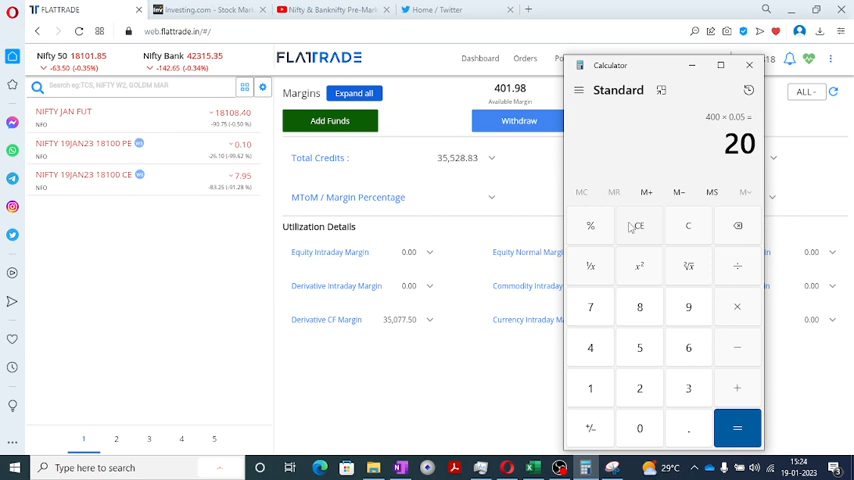 FLATTRADE
Investing.com - Stock Mar
Nifty & Banknifty Pre-Mark
Home / Twitter
web.flattrade.in/#/
Nifty 50 18101.85
-63.50 (-0.35%)
Nifty Bank 42315.35
-142.65 (-0.34%)
FLATTRADE
Dashboard
Orders
Po
18
Search eg:TCS, NIFTY W2, GOLDM MAR
NIFTY JAN FUT
18108.40
NFO
-90.75 (-0.50 %)
NIFTY 19JAN23 18100 PE
0.10
NFO
-26.10 (-99.62 %)
NIFTY 19JAN23 18100 CE
7.95
NFO
-83.25 (-91.28 %)
1 2 3 4 5
Margins
Expand all
401.98
Available Margin
ALL
Add Funds
Withdraw
Total Credits :
35,528.83
MToM / Margin Percentage
Utilization Details
Equity Intraday Margin 0.00
Equity Normal Margin
0.00
Derivative Intraday Margin 0.00
Commodity Intraday
0.00
Derivative CF Margin 35,077.50
Currency Intraday M
0.00
Calculator
Standard
400 × 0.05 =
20
MC MR M+ M− MS M
% CE C
¹/x x² ²√x ÷
7 8 9 ×
4 5 6 −
1 2 3 +
+/− 0 . =
Type here to search
29°C
15:24
19-01-2023
3